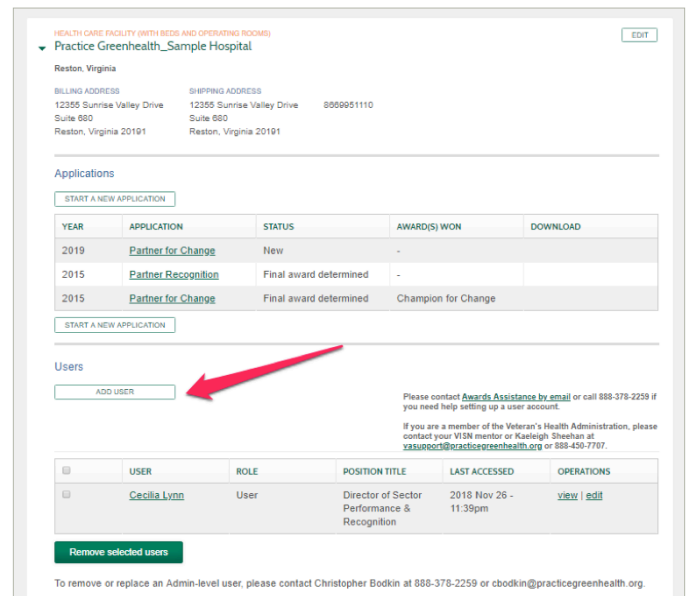 HEALTH CARE FACILITY (WITH BEDS AND OPERATING ROOMS)
Practice Greenhealth_Sample Hospital
EDIT
Reston, Virginia
BILLING ADDRESS SHIPPING ADDRESS
12355 Sunrise Valley Drive 12355 Sunrise Valley Drive 8669951110
Suite 680 Suite 680
Reston, Virginia 20191 Reston, Virginia 20191
Applications
START A NEW APPLICATION
YEAR APPLICATION STATUS AWARD(S) WON DOWNLOAD
2019 Partner for Change New -
2015 Partner Recognition Final award determined -
2015 Partner for Change Final award determined Champion for Change
START A NEW APPLICATION
Users
ADD USER
Please contact Awards Assistance by email or call 888-378-2259 if
you need help setting up a user account.
If you are a member of the Veteran's Health Administration, please
contact your VISN mentor or Kaeleigh Sheehan at
vasupport@practicegreenhealth.org or 888-450-7707.
USER ROLE POSITION TITLE LAST ACCESSED OPERATIONS
Cecilia Lynn User Director of Sector 2018 Nov 26 - view | edit
Performance & 11:39pm
Recognition
Remove selected users
To remove or replace an Admin-level user, please contact Christopher Bodkin at 888-378-2259 or cbodkin@practicegreenhealth.org.